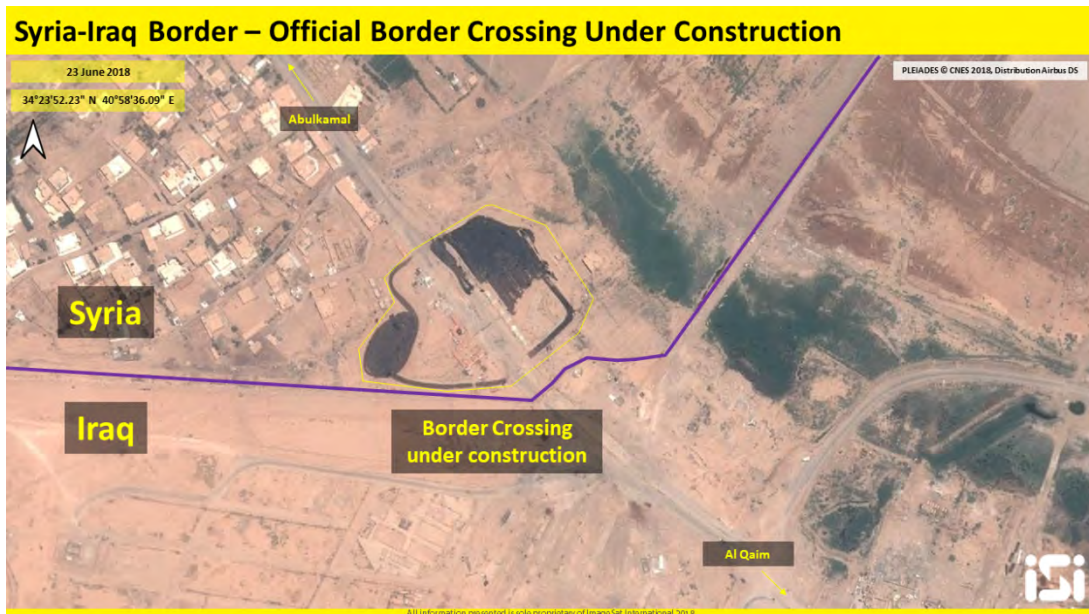 Syria-Iraq Border – Official Border Crossing Under Construction
23 June 2018
PLEIADES © CNES 2018, Distribution Airbus DS
34°23'52.23" N 40°58'36.09" E
Abulkamal
Syria
Iraq
Border Crossing
under construction
Al Qaim
iSi
All information presented is sole proprietary of ImageSat International 2018